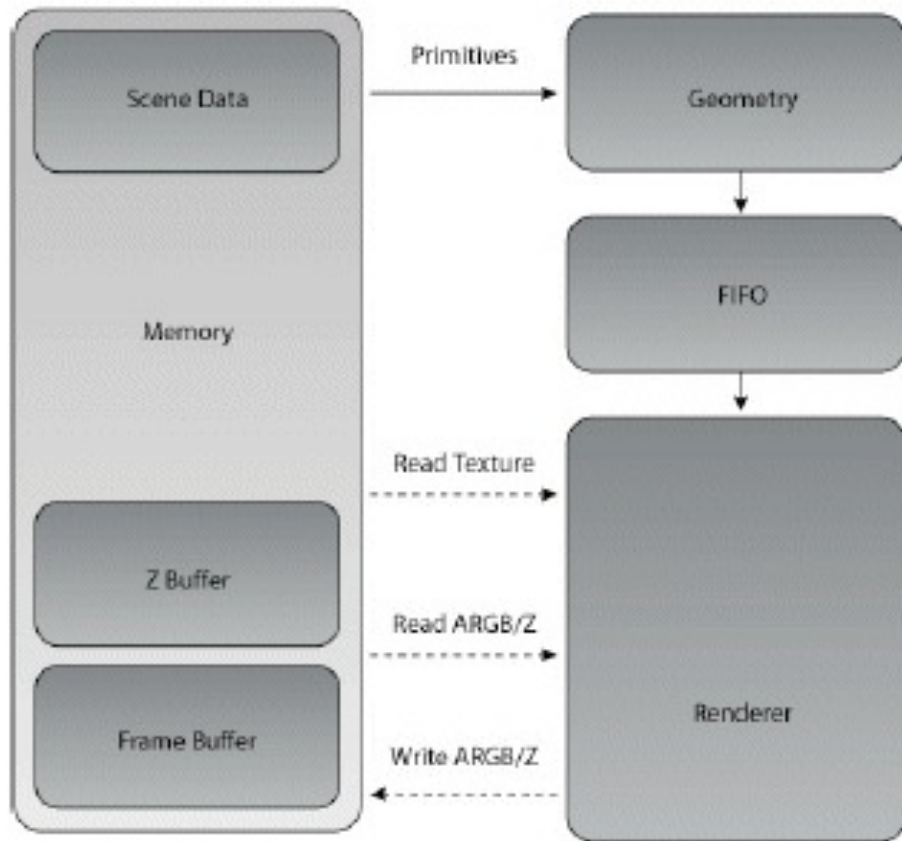 Scene Data
Primitives
Geometry
FIFO
Memory
Read Texture
Z Buffer
Read ARGB/Z
Renderer
Frame Buffer
Write ARGB/Z